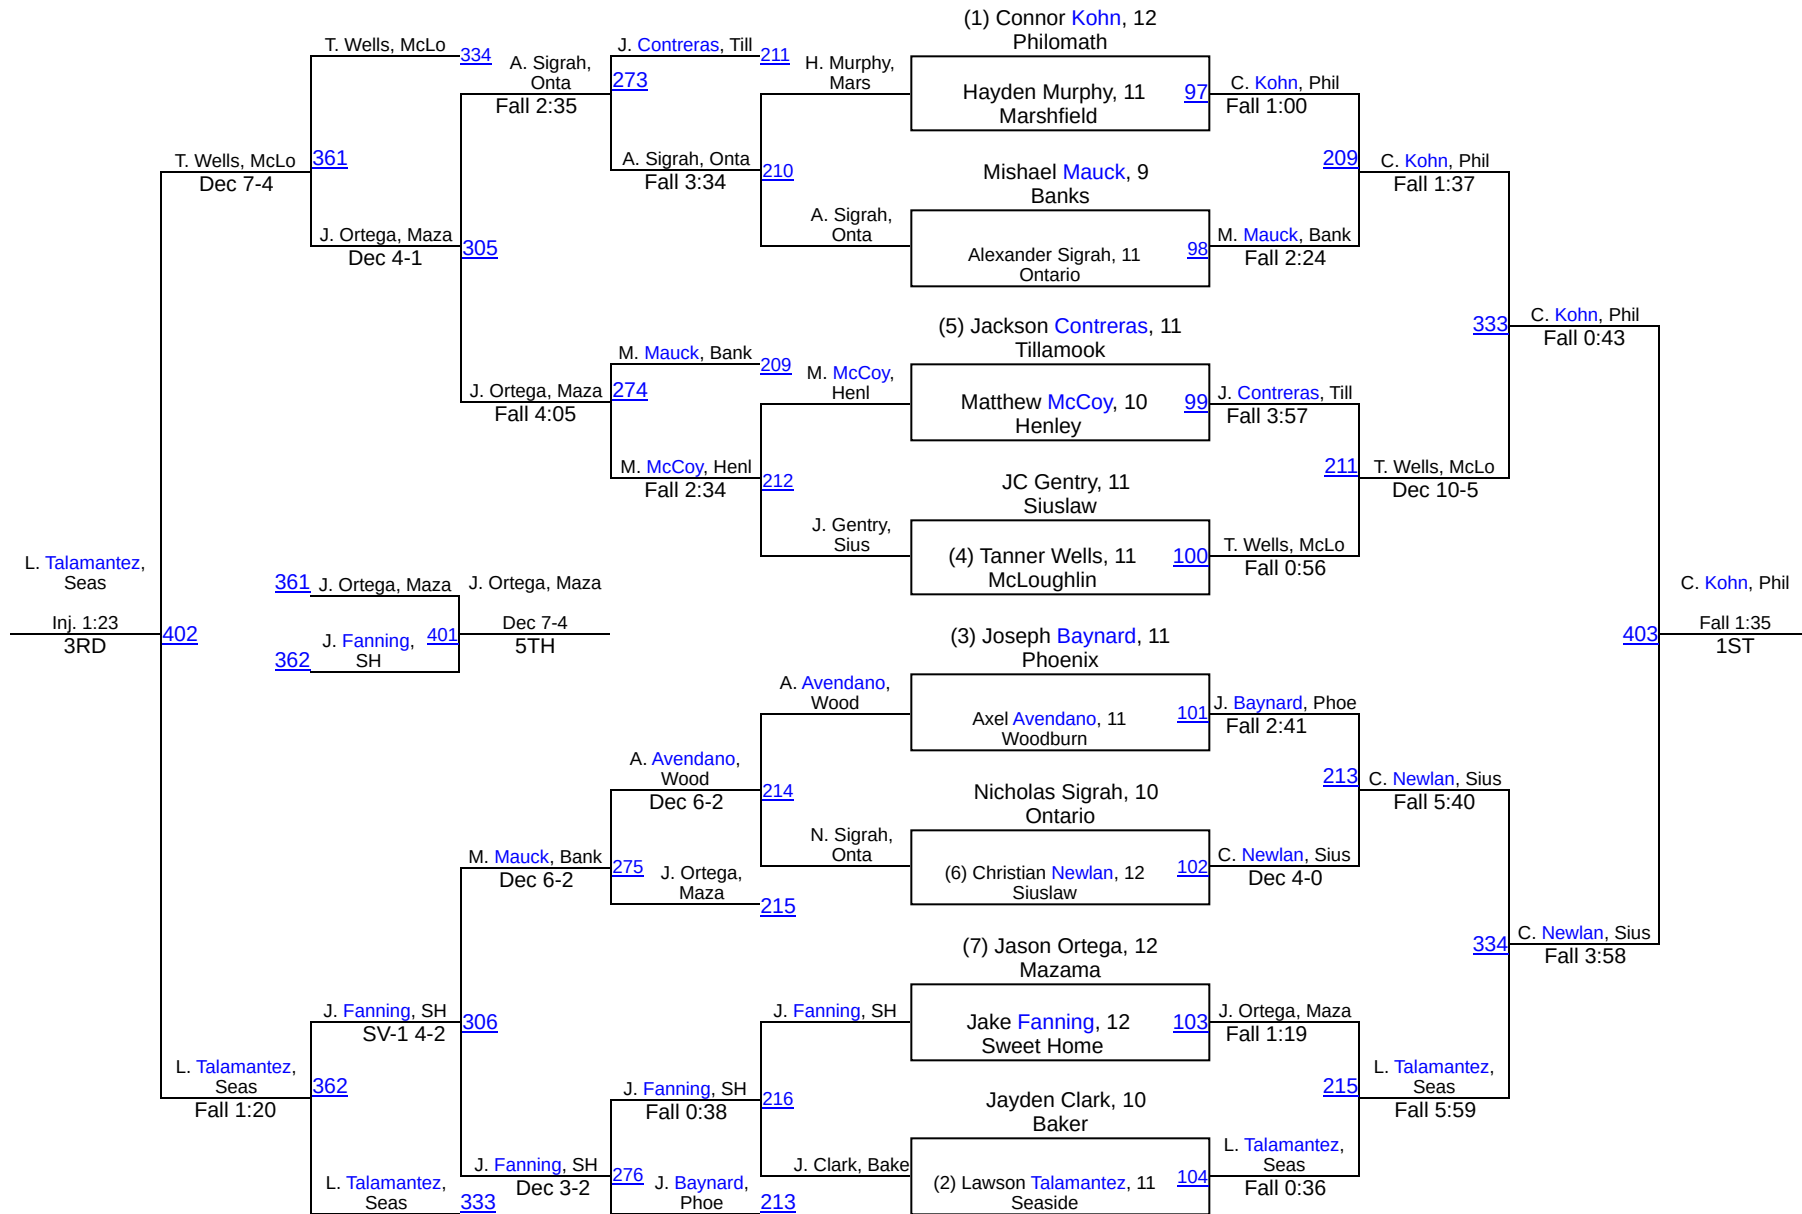 (1) Connor Kohn, 12
Philomath
Hayden Murphy, 11
Marshfield
97
Mishael Mauck, 9
Banks
Alexander Sigrah, 11
Ontario
98
(5) Jackson Contreras, 11
Tillamook
Matthew McCoy, 10
Henley
99
JC Gentry, 11
Siuslaw
(4) Tanner Wells, 11
McLoughlin
100
(3) Joseph Baynard, 11
Phoenix
Axel Avendano, 11
Woodburn
101
Nicholas Sigrah, 10
Ontario
(6) Christian Newlan, 12
Siuslaw
102
(7) Jason Ortega, 12
Mazama
Jake Fanning, 12
Sweet Home
103
Jayden Clark, 10
Baker
(2) Lawson Talamantez, 11
Seaside
104
C. Kohn, Phil
Fall 1:00
209
M. Mauck, Bank
Fall 2:24
J. Contreras, Till
Fall 3:57
211
T. Wells, McLo
Fall 0:56
J. Baynard, Phoe
Fall 2:41
213
C. Newlan, Sius
Dec 4-0
J. Ortega, Maza
Fall 1:19
215
L. Talamantez,
Seas
Fall 0:36
C. Kohn, Phil
Fall 1:37
333
T. Wells, McLo
Dec 10-5
C. Newlan, Sius
Fall 5:40
334
L. Talamantez,
Seas
Fall 5:59
C. Kohn, Phil
Fall 0:43
403
C. Newlan, Sius
Fall 3:58
C. Kohn, Phil
Fall 1:35
1ST
H. Murphy,
Mars
210
A. Sigrah,
Onta
M. McCoy,
Henl
212
J. Gentry,
Sius
A. Avendano,
Wood
214
N. Sigrah,
Onta
J. Fanning, SH
216
J. Clark, Bake
J. Contreras, Till
211
273
A. Sigrah, Onta
Fall 3:34
M. Mauck, Bank
209
274
M. McCoy, Henl
Fall 2:34
A. Avendano,
Wood
Dec 6-2
275
J. Ortega,
Maza
215
J. Fanning, SH
Fall 0:38
276
J. Baynard,
Phoe
213
A. Sigrah,
Onta
Fall 2:35
305
J. Ortega, Maza
Fall 4:05
M. Mauck, Bank
Dec 6-2
306
J. Fanning, SH
Dec 3-2
T. Wells, McLo
334
361
J. Ortega, Maza
Dec 4-1
J. Fanning, SH
SV-1 4-2
362
L. Talamantez,
Seas
333
T. Wells, McLo
Dec 7-4
402
L. Talamantez,
Seas
Fall 1:20
L. Talamantez,
Seas
Inj. 1:23
3RD
361
J. Ortega, Maza
362
J. Fanning,
SH
401
J. Ortega, Maza
Dec 7-4
5TH